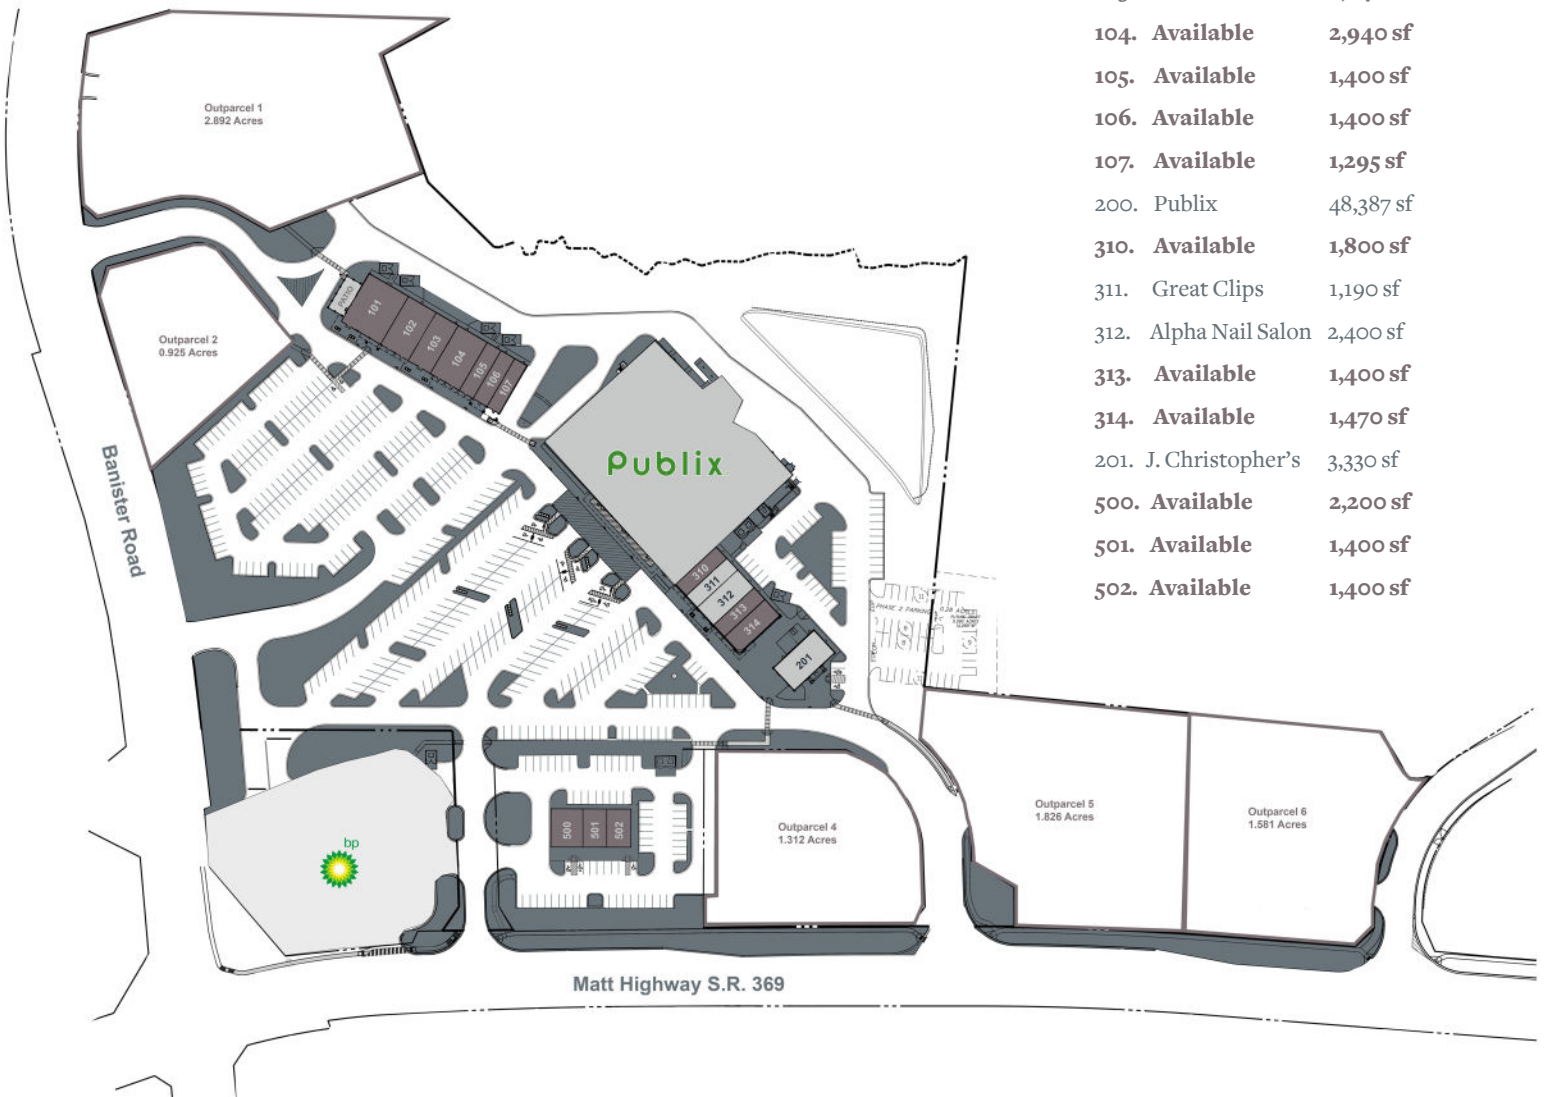 104. Available 2,940 sf
105. Available 1,400 sf
106. Available 1,400 sf
107. Available 1,295 sf
200. Publix 48,387 sf
310. Available 1,800 sf
311. Great Clips 1,190 sf
312. Alpha Nail Salon 2,400 sf
313. Available 1,400 sf
314. Available 1,470 sf
201. J. Christopher's 3,330 sf
500. Available 2,200 sf
501. Available 1,400 sf
502. Available 1,400 sf
Outparcel 1
2.892 Acres
Outparcel 2
0.925 Acres
PATIO
101
102
103
104
105
106
107
Publix
Banister Road
310
311
312
313
314
201
PHASE 2 PARKING
0.28 ACRES
bp
500
501
502
Outparcel 4
1.312 Acres
Outparcel 5
1.826 Acres
Outparcel 6
1.581 Acres
Matt Highway S.R. 369